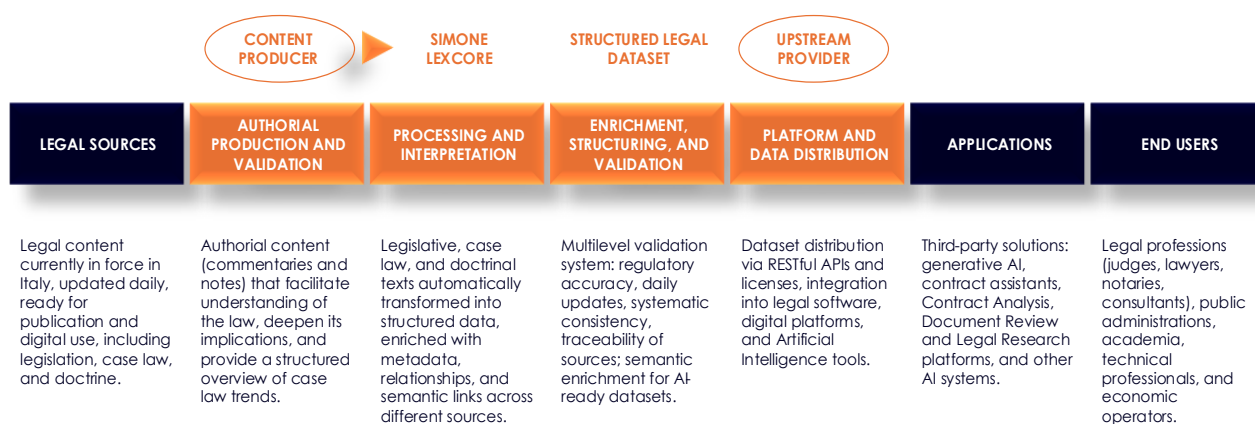 CONTENT
PRODUCER
SIMONE
LEXCORE
STRUCTURED LEGAL
DATASET
UPSTREAM
PROVIDER
LEGAL SOURCES
AUTHORIAL
PRODUCTION AND
VALIDATION
PROCESSING AND
INTERPRETATION
ENRICHMENT,
STRUCTURING, AND
VALIDATION
PLATFORM AND
DATA DISTRIBUTION
APPLICATIONS
END USERS
Legal content
currently in force in
Italy, updated daily,
ready for
publication and
digital use, including
legislation, case law,
and doctrine.
Authorial content
(commentaries and
notes) that facilitate
understanding of
the law, deepen its
implications, and
provide a structured
overview of case
law trends.
Legislative, case
law, and doctrinal
texts automatically
transformed into
structured data,
enriched with
metadata,
relationships, and
semantic links across
different sources.
Multilevel validation
system: regulatory
accuracy, daily
updates, systematic
consistency,
traceability of
sources; semantic
enrichment for AI-
ready datasets.
Dataset distribution
via RESTful APIs and
licenses, integration
into legal software,
digital platforms,
and Artificial
Intelligence tools.
Third-party solutions:
generative AI,
contract assistants,
Contract Analysis,
Document Review
and Legal Research
platforms, and other
AI systems.
Legal professions
(judges, lawyers,
notaries,
consultants), public
administrations,
academia,
technical
professionals, and
economic
operators.